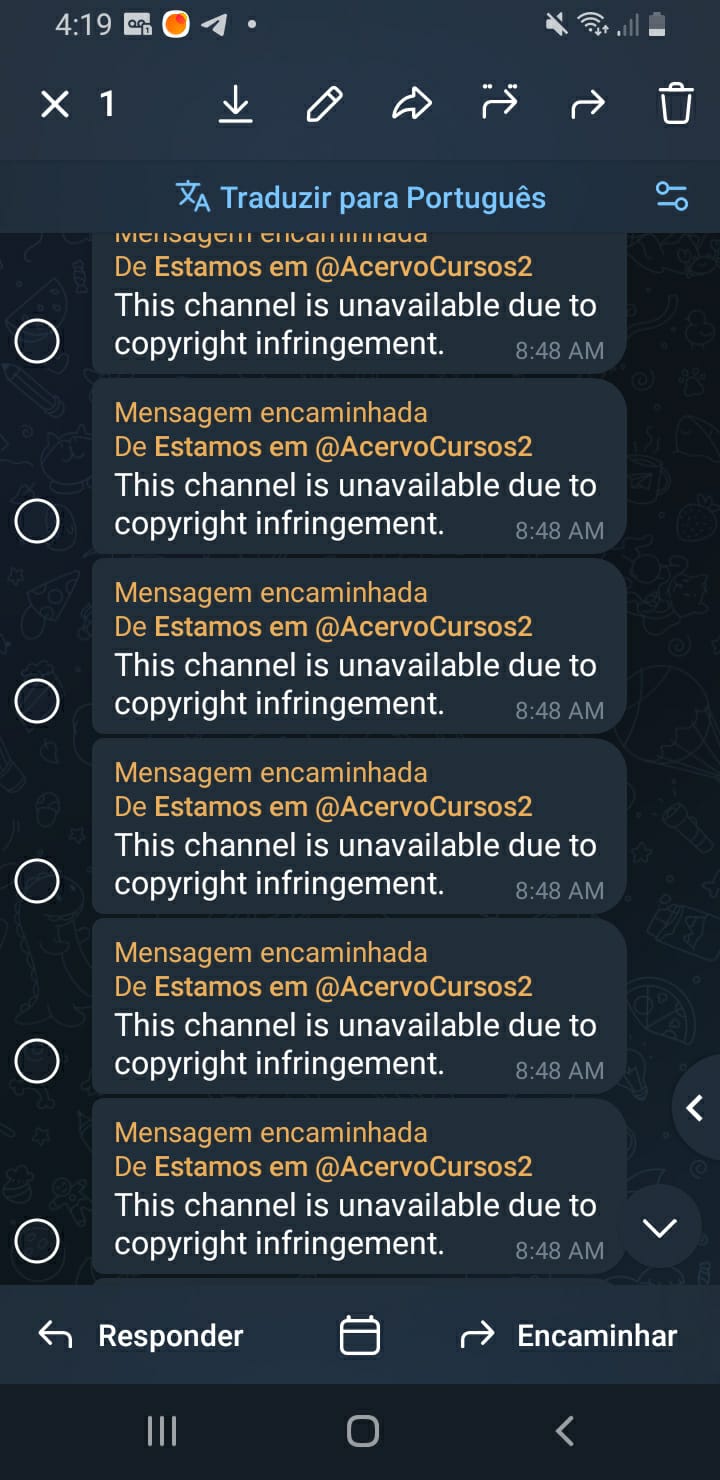 4:19
1
Traduzir para Português
Mensagem encaminhada
De Estamos em @AcervoCursos2
This channel is unavailable due to
copyright infringement.
8:48 AM
Mensagem encaminhada
De Estamos em @AcervoCursos2
This channel is unavailable due to
copyright infringement.
8:48 AM
Mensagem encaminhada
De Estamos em @AcervoCursos2
This channel is unavailable due to
copyright infringement.
8:48 AM
Mensagem encaminhada
De Estamos em @AcervoCursos2
This channel is unavailable due to
copyright infringement.
8:48 AM
Mensagem encaminhada
De Estamos em @AcervoCursos2
This channel is unavailable due to
copyright infringement.
8:48 AM
Mensagem encaminhada
De Estamos em @AcervoCursos2
This channel is unavailable due to
copyright infringement.
8:48 AM
Responder
Encaminhar